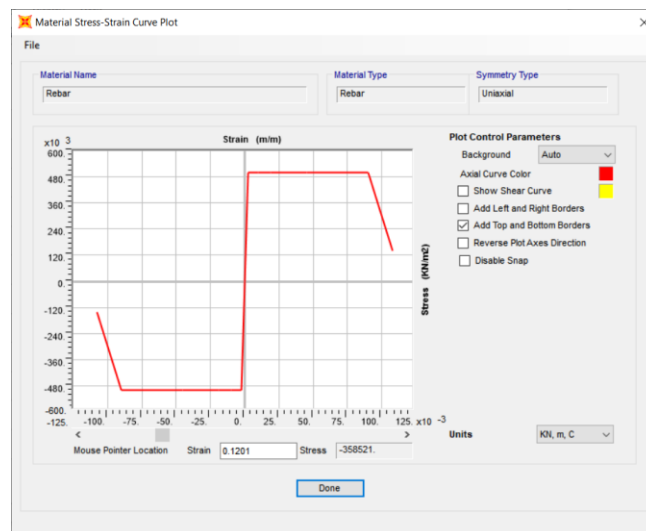 Material Stress-Strain Curve Plot
File
Material Name
Rebar
Material Type
Rebar
Symmetry Type
Uniaxial
x10 3
Strain (m/m)
600.
480.
360.
240.
120.
0.
-120.
-240.
-360.
-480.
-600.
-125. -100. -75. -50. -25. 0. 25. 50. 75. 100. 125. x10 -3
Stress (KN/m2)
Mouse Pointer Location Strain 0.1201 Stress -358521.
Plot Control Parameters
Background Auto
Axial Curve Color
Show Shear Curve
Add Left and Right Borders
Add Top and Bottom Borders
Reverse Plot Axes Direction
Disable Snap
Units KN, m, C
Done